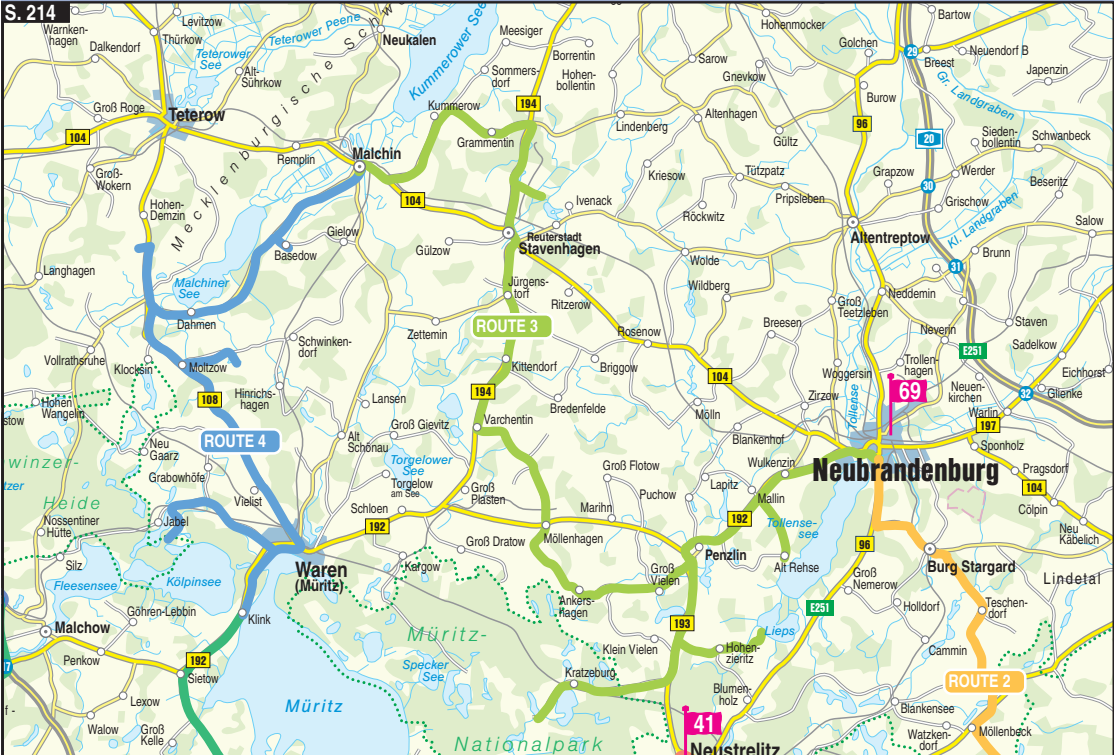 S. 214
Warnken-
hagen
Levitzow
Thürkow
Dalkendorf
Teterower
See
Teterower Peene
Alt-
Sührkow
Neukalen
Kummerower See
Meesiger
Borrentin
Sommers-
dorf
Hohen-
bollentin
Sarow
Gnevkow
Hohenmocker
Golchen
Bartow
29
Breest
Neuendorf B
Japenzin
Gr. Landgraben
Groß Roge
Teterow
104
Kummerow
194
Grammentin
Lindenberg
Altenhagen
Burow
96
Gültz
20
Sieden-
bollentin
Schwanbeck
Mecklenburgische Schw
Remplin
Malchin
Groß-
Wokern
Kriesow
Tützpatz
Grapzow
Werder
30
Beseritz
Hohen-
Demzin
104
Ivenack
Röckwitz
Pripsleben
Grischow
Kl. Landgraben
Salow
Gielow
Basedow
Gülzow
Reuterstadt
Stavenhagen
Altentreptow
Wolde
Brunn
31
Langhagen
Malchiner
See
Jürgens-
torf
Ritzerow
Wildberg
Groß
Teetzleben
Neddemin
Dahmen
Zettemin
ROUTE 3
Rosenow
Breesen
Neverin
Staven
Sadelkow
E251
Vollrathsruhe
Klocksin
Moltzow
Schwinken-
dorf
Kittendorf
Briggow
104
Woggersin
Trollen-
hagen
Eichhorst
Hinrichs-
hagen
108
Lansen
194
Bredenfelde
Zirzow
Tollense
69
Neuen-
kirchen
32
Glienke
Hohen
Wangelin
stow
Varchentin
Mölln
Warlin
197
ROUTE 4
Alt
Schönau
Groß Gievitz
Blankenhof
Sponholz
Neu
Gaarz
winzer-
Heide
tzer
Grabowhöfe
Torgelower
See
Torgelow
am See
Groß Flotow
Wulkenzin
Neubrandenburg
Pragsdorf
104
Vielist
Groß
Plasten
Puchow
Lapitz
Mallin
Cölpin
Nossentiner
Hütte
Jabel
Schloen
192
Marihn
192
Tollense-
see
Neu
Käbelich
Möllenhagen
96
Silz
Groß Dratow
Penzlin
Alt Rehse
Burg Stargard
Waren
(Müritz)
Kargow
Groß
Vielen
Groß
Nemerow
Lindetal
Fleesensee
Kölpinsee
Göhren-Lebbin
Klink
Ankers-
hagen
E251
Holldorf
Teschen-
dorf
Malchow
193
Lieps
Müritz-
Klein Vielen
Hohen-
zieritz
Cammin
Penkow
192
Sietow
Specker
See
Kratzeburg
ROUTE 2
17
Lexow
Müritz
Blumen-
holz
Blankensee
f -
Walow
Groß
Kelle
41
Nationalpark
Neustrelitz
Watzken-
dorf
Möllenbeck